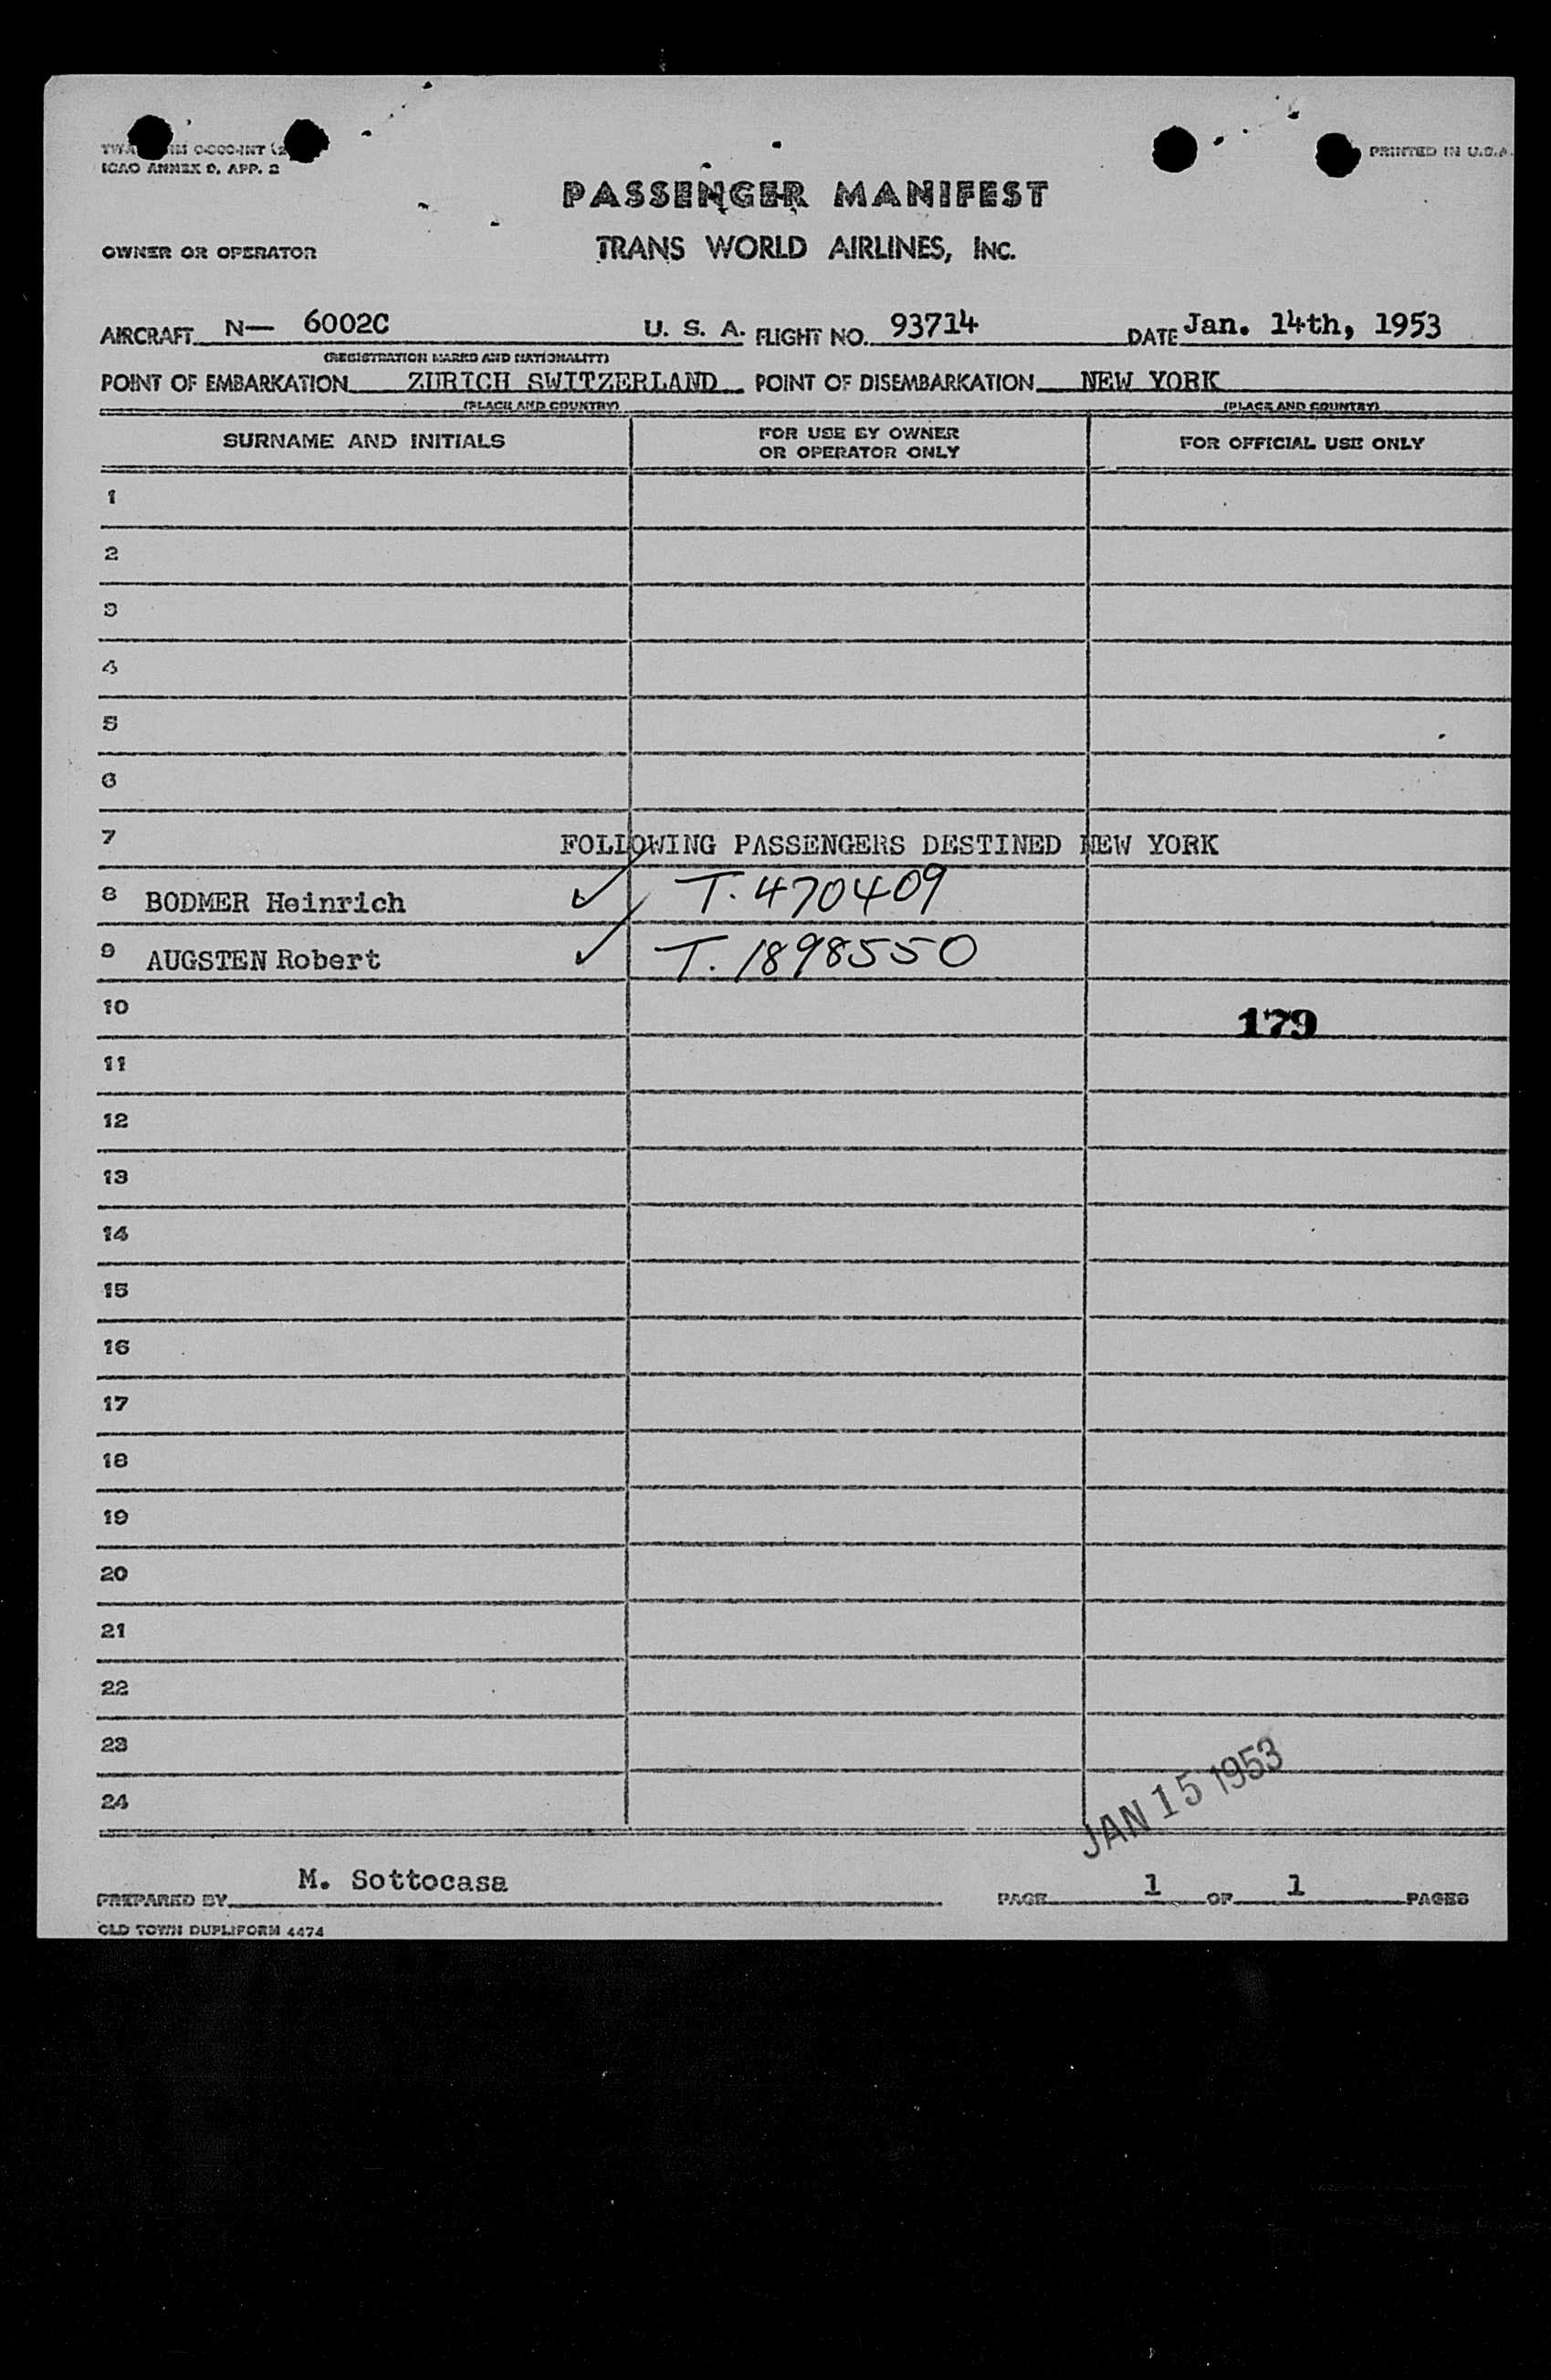 ICAO ANNEX 9, APP. 2
PRINTED IN U.S.A.
PASSENGER MANIFEST
OWNER OR OPERATOR TRANS WORLD AIRLINES, INC.
AIRCRAFT N— 6002C U. S. A. FLIGHT NO. 93714 DATE Jan. 14th, 1953
(REGISTRATION MARKS AND NATIONALITY)
POINT OF EMBARKATION ZURICH SWITZERLAND POINT OF DISEMBARKATION NEW YORK
(PLACE AND COUNTRY) (PLACE AND COUNTRY)
SURNAME AND INITIALS FOR USE BY OWNER OR OPERATOR ONLY FOR OFFICIAL USE ONLY
1
2
3
4
5
6
7 FOLLOWING PASSENGERS DESTINED NEW YORK
8 BODMER Heinrich ✓ T. 470409
9 AUGSTEN Robert ✓ T. 1898550
10 179
11
12
13
14
15
16
17
18
19
20
21
22
23
24
JAN 15 1953
PREPARED BY M. Sottocasa PAGE 1 OF 1 PAGES
OLD TOWN DUPLIFORM 4474